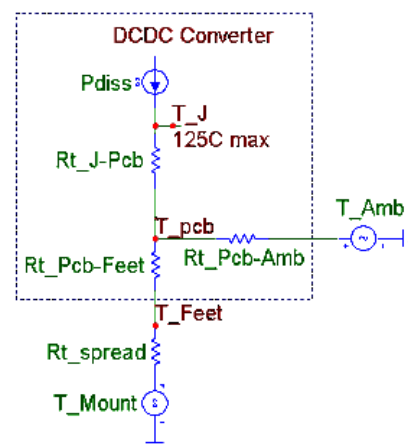 DCDC Converter
Pdiss
T_J
125C max
Rt_J-Pcb
T_pcb
T_Amb
Rt_Pcb-Feet
Rt_Pcb-Amb
T_Feet
Rt_spread
T_Mount